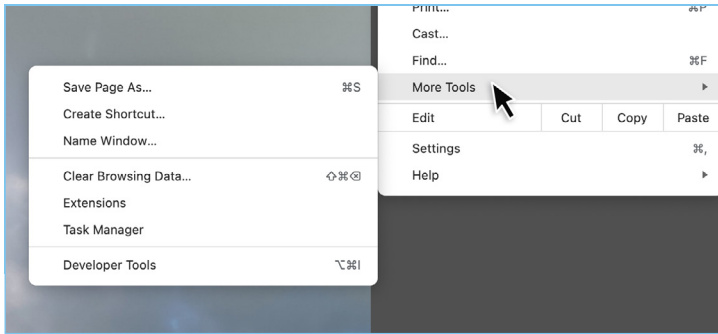 Print... ⌘P
Cast...
Find... ⌘F
More Tools ▶
Edit Cut Copy Paste
Settings ⌘,
Help ▶
Save Page As... ⌘S
Create Shortcut...
Name Window...
Clear Browsing Data... ⇧⌘⌫
Extensions
Task Manager
Developer Tools ⌥⌘I